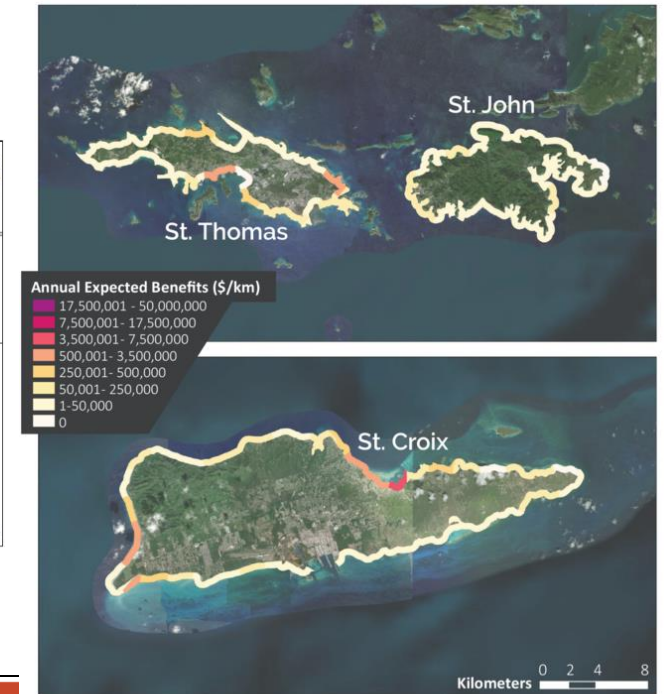 St. John
St. Thomas
Annual Expected Benefits ($/km)
17,500,001 - 50,000,000
7,500,001- 17,500,000
3,500,001- 7,500,000
500,001- 3,500,000
250,001- 500,000
50,001- 250,000
1-50,000
0
St. Croix
Kilometers 0 2 4 8